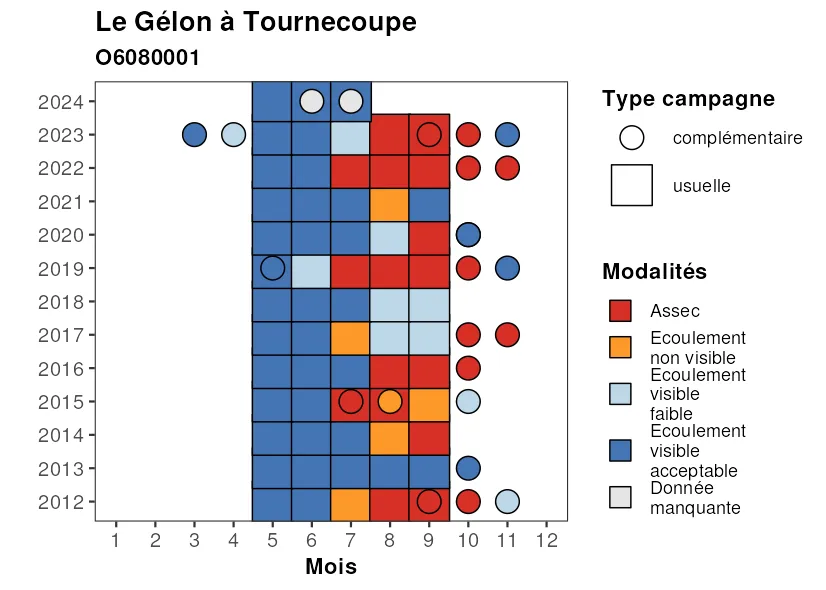 Le Gélon à Tournecoupe
O6080001
2024
2023
2022
2021
2020
2019
2018
2017
2016
2015
2014
2013
2012
1 2 3 4 5 6 7 8 9 10 11 12
Mois
Type campagne
complémentaire
usuelle
Modalités
Assec
Ecoulement
non visible
Ecoulement
visible
faible
Ecoulement
visible
acceptable
Donnée
manquante